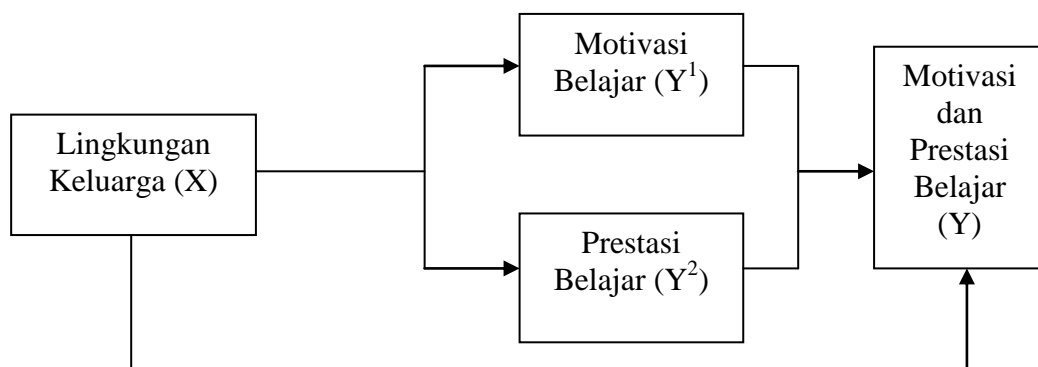 Lingkungan
Keluarga (X)
Motivasi
Belajar (Y¹)
Prestasi
Belajar (Y²)
Motivasi
dan
Prestasi
Belajar
(Y)